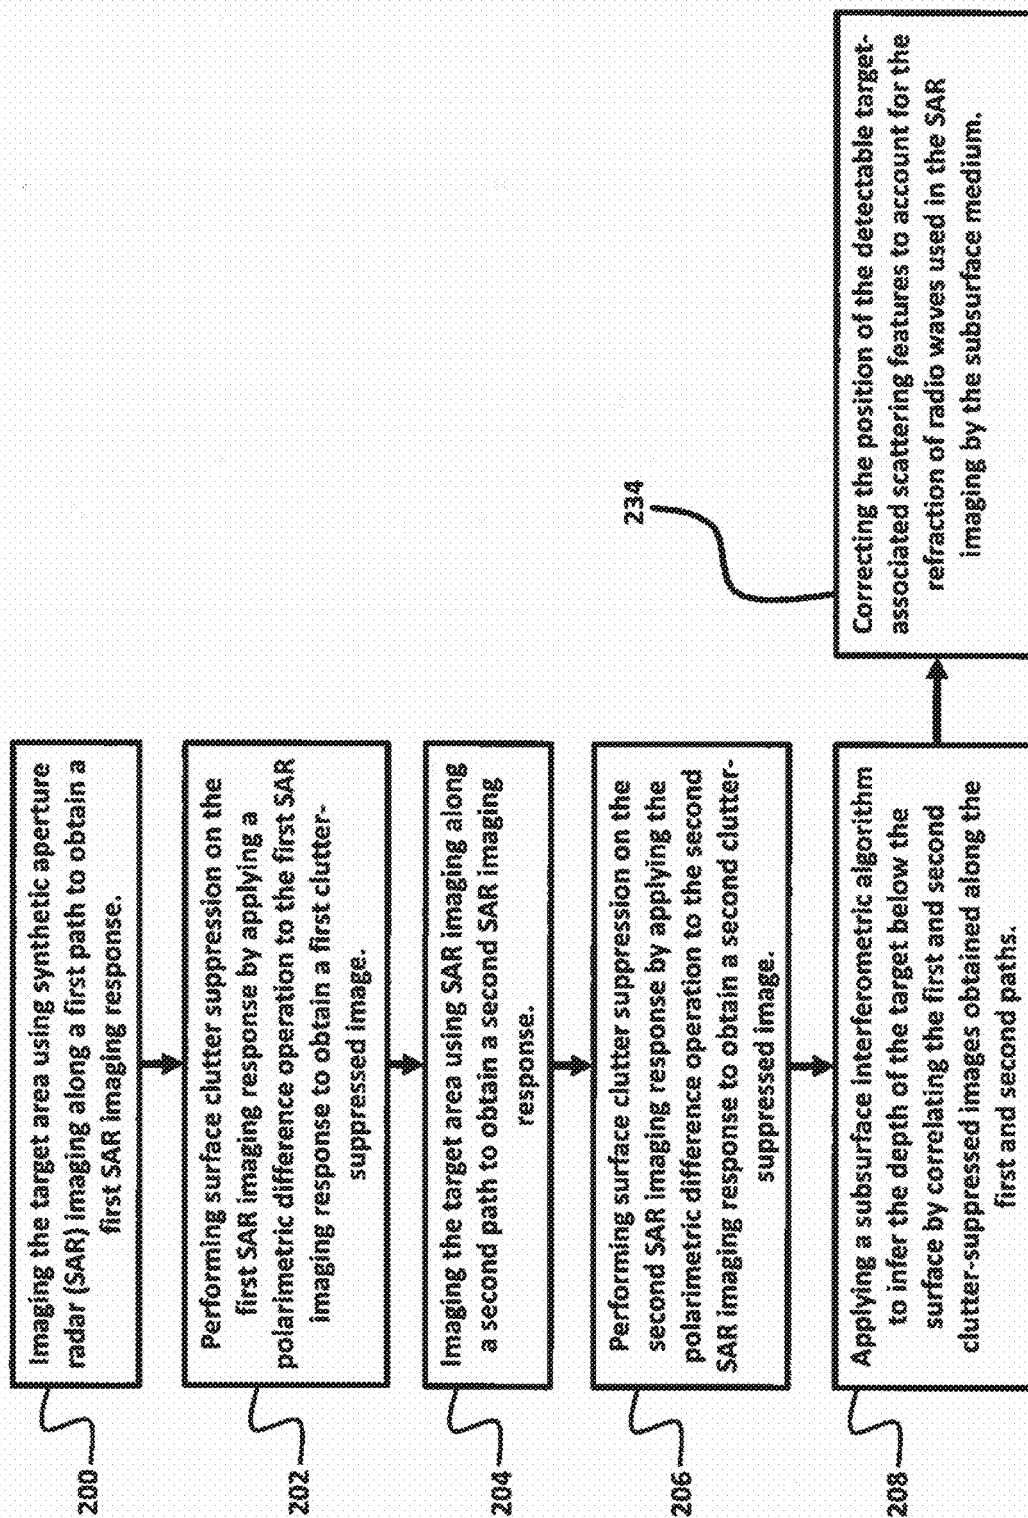 200
Imaging the target area using synthetic aperture
radar (SAR) imaging along a first path to obtain a
first SAR imaging response.
202
Performing surface clutter suppression on the
first SAR imaging response by applying a
polarimetric difference operation to the first SAR
imaging response to obtain a first clutter-
suppressed image.
204
Imaging the target area using SAR imaging along
a second path to obtain a second SAR imaging
response.
206
Performing surface clutter suppression on the
second SAR imaging response by applying the
polarimetric difference operation to the second
SAR imaging response to obtain a second clutter-
suppressed image.
208
Applying a subsurface interferometric algorithm
to infer the depth of the target below the
surface by correlating the first and second
clutter-suppressed images obtained along the
first and second paths.
234
Correcting the position of the detectable target-
associated scattering features to account for the
refraction of radio waves used in the SAR
imaging by the subsurface medium.